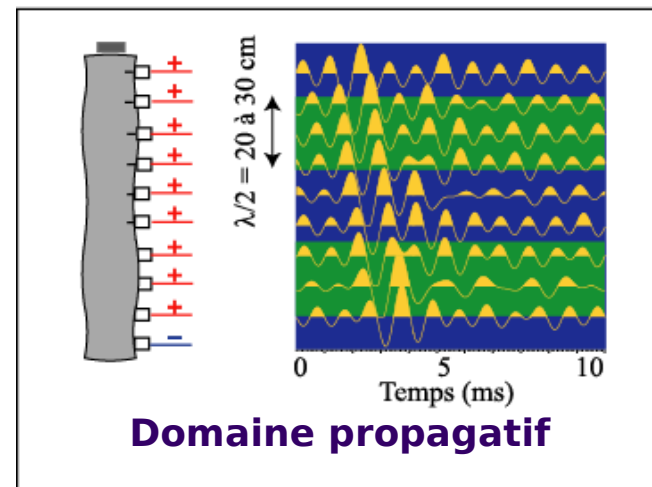 +
+
+
+
+
+
+
+
+
−
λ/2 = 20 à 30 cm
0 5 10
Temps (ms)
Domaine propagatif